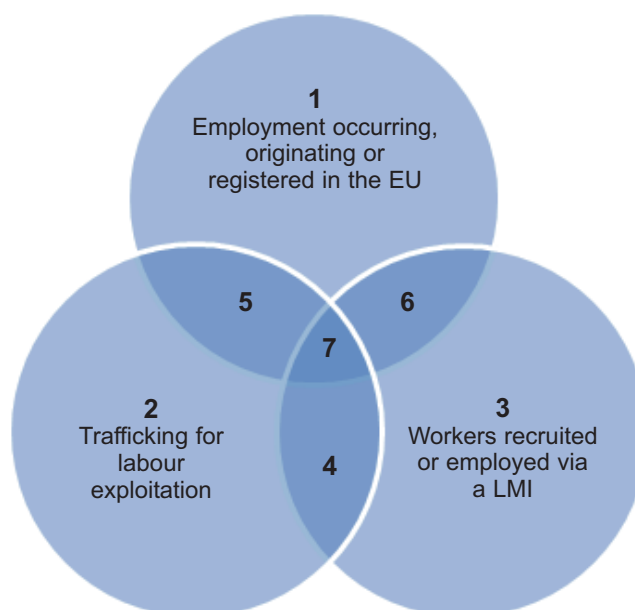 1
Employment occurring,
originating or
registered in the EU
5
6
7
2
Trafficking for
labour
exploitation
4
3
Workers recruited
or employed via
a LMI